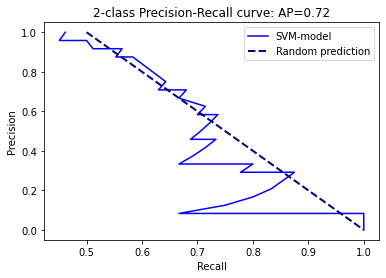 2-class Precision-Recall curve: AP=0.72
SVM-model
Random prediction
Precision
1.0
0.8
0.6
0.4
0.2
0.0
0.5 0.6 0.7 0.8 0.9 1.0
Recall